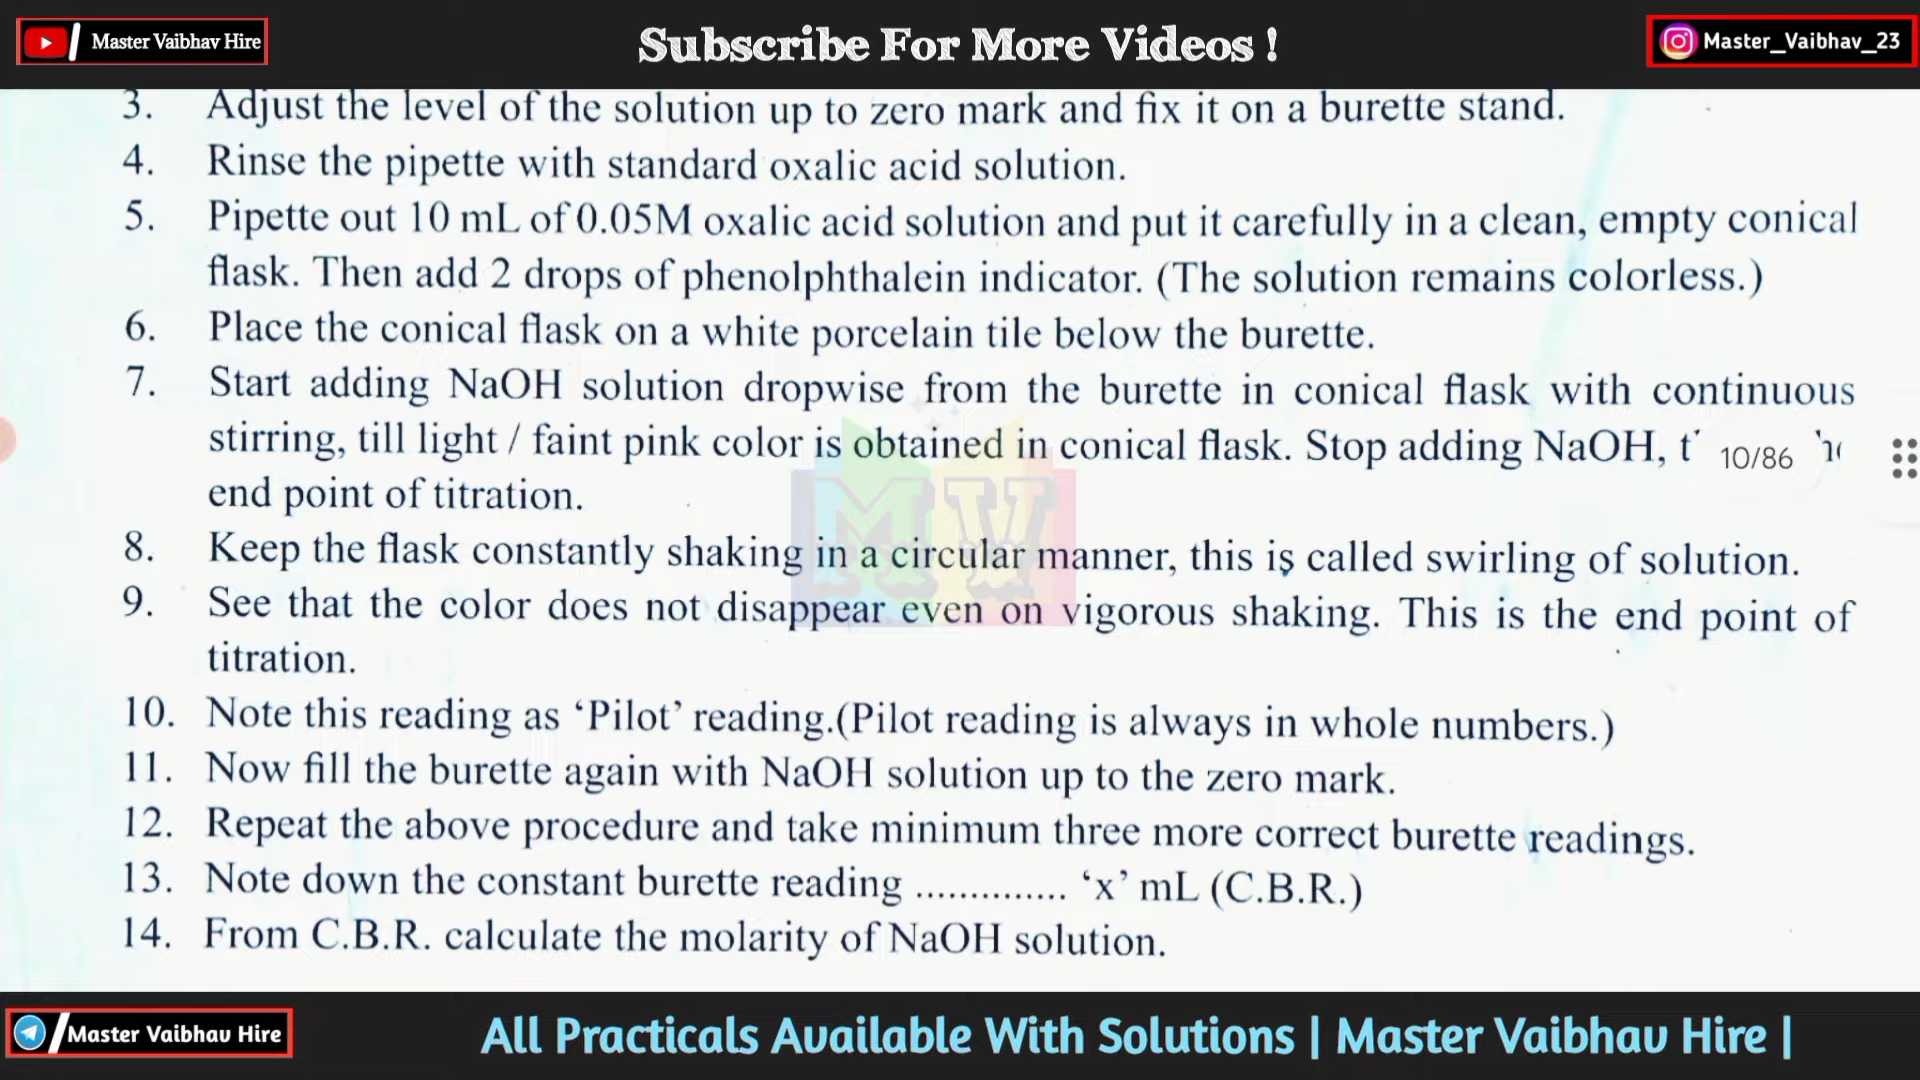 Master Vaibhav Hire
Subscribe For More Videos !
Master_Vaibhav_23
3. Adjust the level of the solution up to zero mark and fix it on a burette stand.
4. Rinse the pipette with standard oxalic acid solution.
5. Pipette out 10 mL of 0.05M oxalic acid solution and put it carefully in a clean, empty conical
flask. Then add 2 drops of phenolphthalein indicator. (The solution remains colorless.)
6. Place the conical flask on a white porcelain tile below the burette.
7. Start adding NaOH solution dropwise from the burette in conical flask with continuous
stirring, till light / faint pink color is obtained in conical flask. Stop adding NaOH,
10/86
end point of titration.
8. Keep the flask constantly shaking in a circular manner, this is called swirling of solution.
9. See that the color does not disappear even on vigorous shaking. This is the end point of
titration.
10. Note this reading as ‘Pilot’ reading.(Pilot reading is always in whole numbers.)
11. Now fill the burette again with NaOH solution up to the zero mark.
12. Repeat the above procedure and take minimum three more correct burette readings.
13. Note down the constant burette reading .............. ‘x’ mL (C.B.R.)
14. From C.B.R. calculate the molarity of NaOH solution.
MV
Master Vaibhav Hire
All Practicals Available With Solutions | Master Vaibhav Hire |